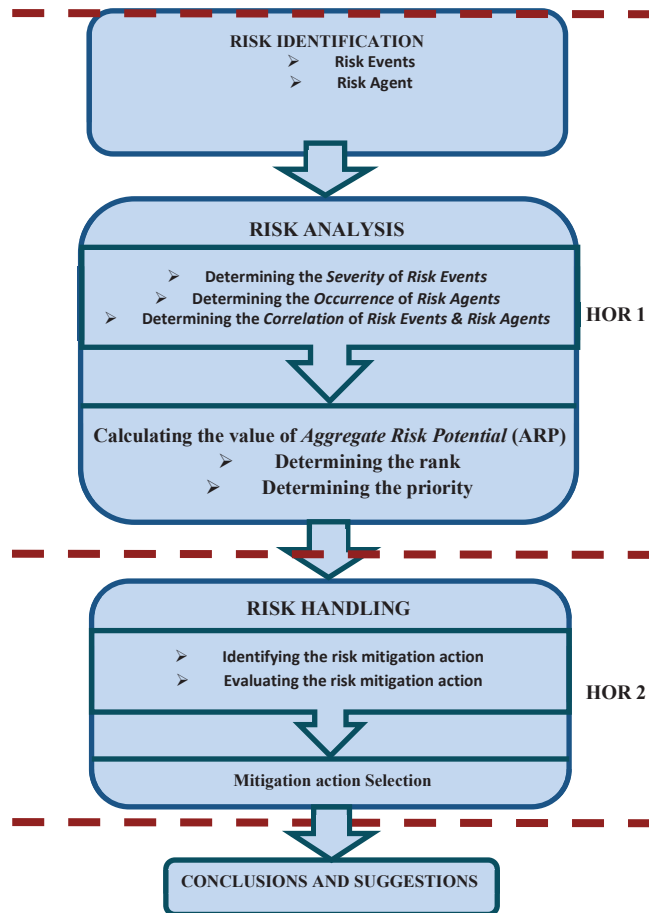 RISK IDENTIFICATION
➢ Risk Events
➢ Risk Agent
RISK ANALYSIS
➢ Determining the Severity of Risk Events
➢ Determining the Occurrence of Risk Agents
➢ Determining the Correlation of Risk Events & Risk Agents
HOR 1
Calculating the value of Aggregate Risk Potential (ARP)
➢ Determining the rank
➢ Determining the priority
RISK HANDLING
➢ Identifying the risk mitigation action
➢ Evaluating the risk mitigation action
HOR 2
Mitigation action Selection
CONCLUSIONS AND SUGGESTIONS